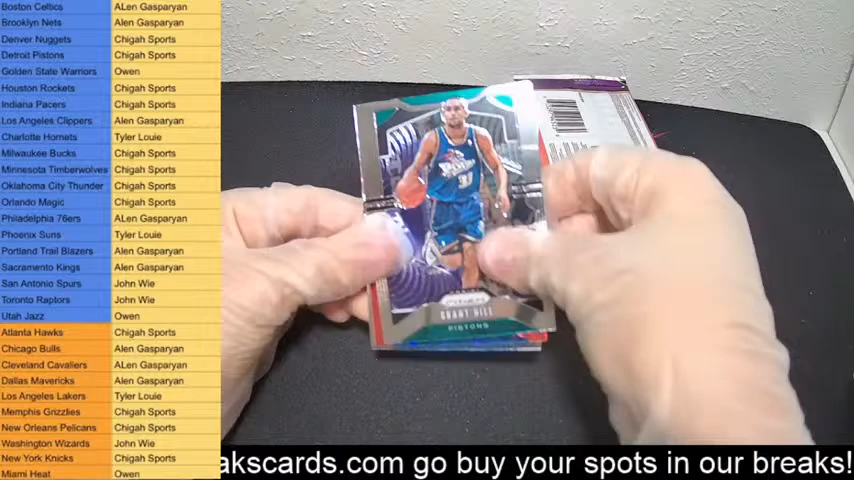 Boston Celtics ALen Gasparyan
Brooklyn Nets Alen Gasparyan
Denver Nuggets Chigah Sports
Detroit Pistons Chigah Sports
Golden State Warriors Owen
Houston Rockets Chigah Sports
Indiana Pacers Chigah Sports
Los Angeles Clippers Alen Gasparyan
Charlotte Hornets Tyler Louie
Milwaukee Bucks Chigah Sports
Minnesota Timberwolves Chigah Sports
Oklahoma City Thunder Chigah Sports
Orlando Magic Chigah Sports
Philadelphia 76ers ALen Gasparyan
Phoenix Suns Tyler Louie
Portland Trail Blazers Alen Gasparyan
Sacramento Kings Alen Gasparyan
San Antonio Spurs John Wie
Toronto Raptors John Wie
Utah Jazz Owen
Atlanta Hawks Chigah Sports
Chicago Bulls Alen Gasparyan
Cleveland Cavaliers ALen Gasparyan
Dallas Mavericks Alen Gasparyan
Los Angeles Lakers Tyler Louie
Memphis Grizzlies Chigah Sports
New Orleans Pelicans Chigah Sports
Washington Wizards John Wie
New York Knicks Chigah Sports
Miami Heat Owen
33
PRIZM
GRANT HILL
PISTONS
akscards.com go buy your spots in our breaks!